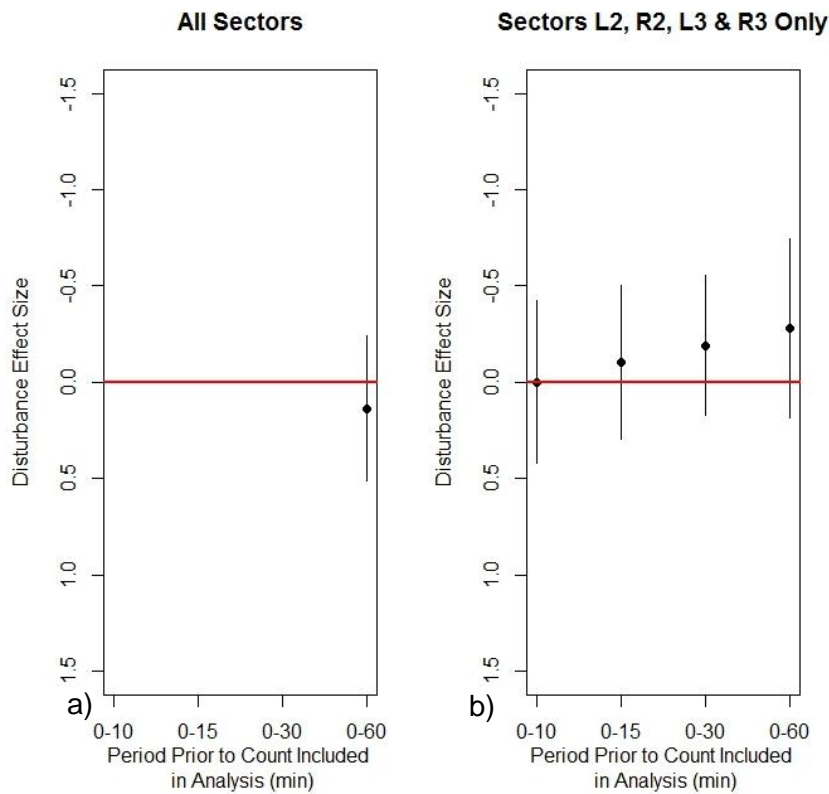 All Sectors
-1.5
-1.0
-0.5
0.0
0.5
1.0
1.5
Disturbance Effect Size
a)
0-10 0-15 0-30 0-60
Period Prior to Count Included
in Analysis (min)
Sectors L2, R2, L3 & R3 Only
-1.5
-1.0
-0.5
0.0
0.5
1.0
1.5
Disturbance Effect Size
b)
0-10 0-15 0-30 0-60
Period Prior to Count Included
in Analysis (min)